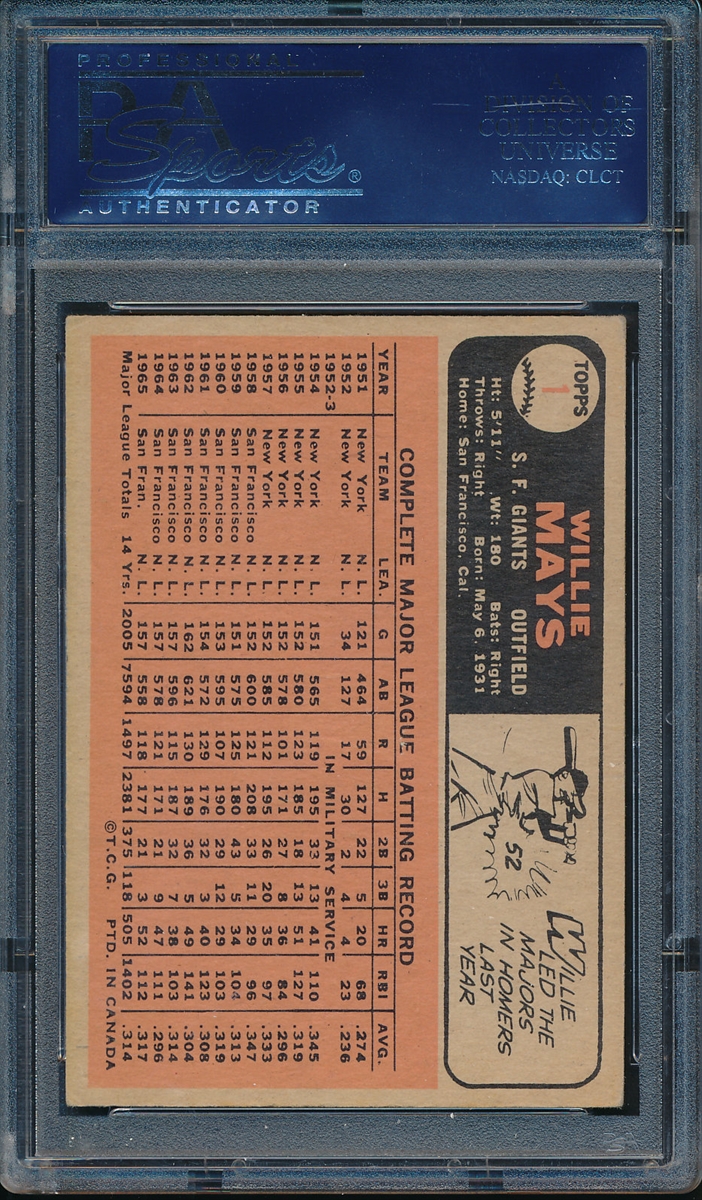 PROFESSIONAL
PSA
Sports®
AUTHENTICATOR
A
DIVISION OF
COLLECTORS
UNIVERSE
NASDAQ: CLCT
TOPPS
1
WILLIE
MAYS
S. F. GIANTS OUTFIELD
Ht: 5'11" Wt: 180 Bats: Right
Throws: Right Born: May 6, 1931
Home: San Francisco, Cal.
52
WILLIE
LED THE
MAJORS
IN HOMERS
LAST
YEAR
COMPLETE MAJOR LEAGUE BATTING RECORD
YEAR TEAM LEA G AB R H 2B 3B HR RBI AVG.
1951 New York N. L. 121 464 59 127 22 5 20 68 .274
1952 New York N. L. 34 127 17 30 2 4 4 23 .236
1952-3 IN MILITARY SERVICE
1954 New York N. L. 151 565 119 195 33 13 41 110 .345
1955 New York N. L. 152 580 123 185 18 13 51 127 .319
1956 New York N. L. 152 578 101 171 27 8 36 84 .296
1957 New York N. L. 152 585 112 195 26 20 35 97 .333
1958 San Francisco N. L. 152 600 121 208 33 11 29 96 .347
1959 San Francisco N. L. 151 575 125 180 43 5 34 104 .313
1960 San Francisco N. L. 153 595 107 190 29 12 29 103 .319
1961 San Francisco N. L. 154 572 129 176 32 3 40 123 .308
1962 San Francisco N. L. 162 621 130 189 36 5 49 141 .304
1963 San Francisco N. L. 157 596 115 187 32 7 38 103 .314
1964 San Francisco N. L. 157 578 121 171 21 9 47 111 .296
1965 San Fran. N. L. 157 558 118 177 21 3 52 112 .317
Major League Totals 14 Yrs. 2005 7594 1497 2381 375 118 505 1402 .314
©T.C.G. PTD. IN CANADA